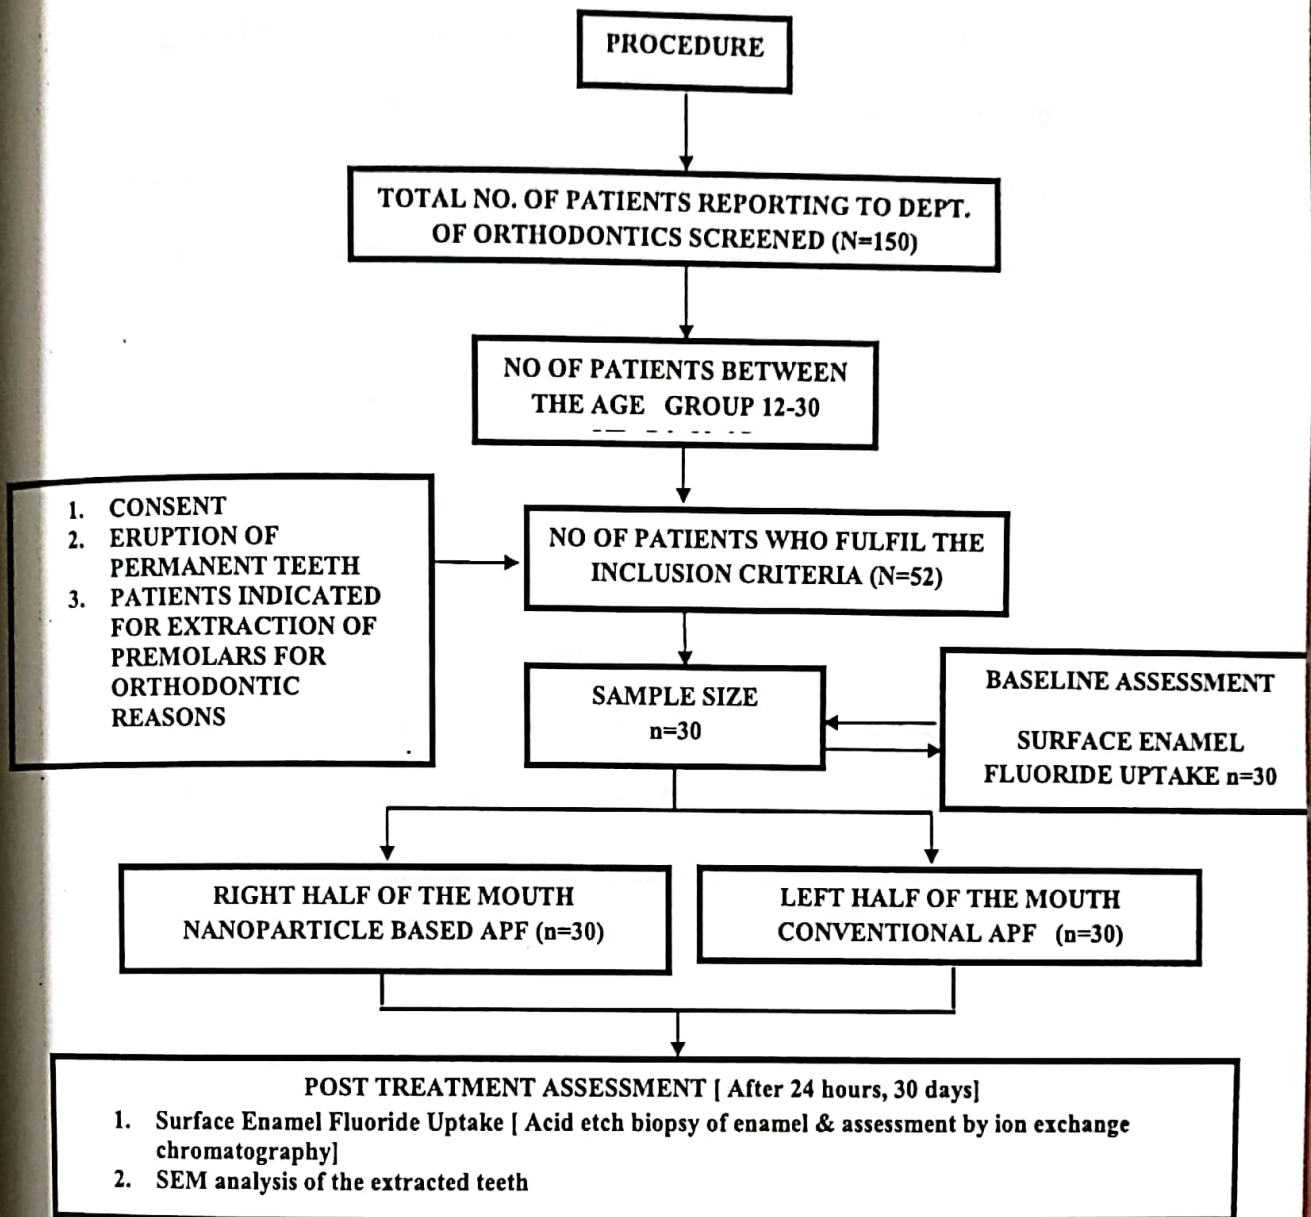 PROCEDURE
TOTAL NO. OF PATIENTS REPORTING TO DEPT.
OF ORTHODONTICS SCREENED (N=150)
NO OF PATIENTS BETWEEN
THE AGE GROUP 12-30
1. CONSENT
2. ERUPTION OF
PERMANENT TEETH
3. PATIENTS INDICATED
FOR EXTRACTION OF
PREMOLARS FOR
ORTHODONTIC
REASONS
NO OF PATIENTS WHO FULFIL THE
INCLUSION CRITERIA (N=52)
SAMPLE SIZE
n=30
BASELINE ASSESSMENT
SURFACE ENAMEL
FLUORIDE UPTAKE n=30
RIGHT HALF OF THE MOUTH
NANOPARTICLE BASED APF (n=30)
LEFT HALF OF THE MOUTH
CONVENTIONAL APF (n=30)
POST TREATMENT ASSESSMENT [ After 24 hours, 30 days]
1. Surface Enamel Fluoride Uptake [ Acid etch biopsy of enamel & assessment by ion exchange
chromatography]
2. SEM analysis of the extracted teeth